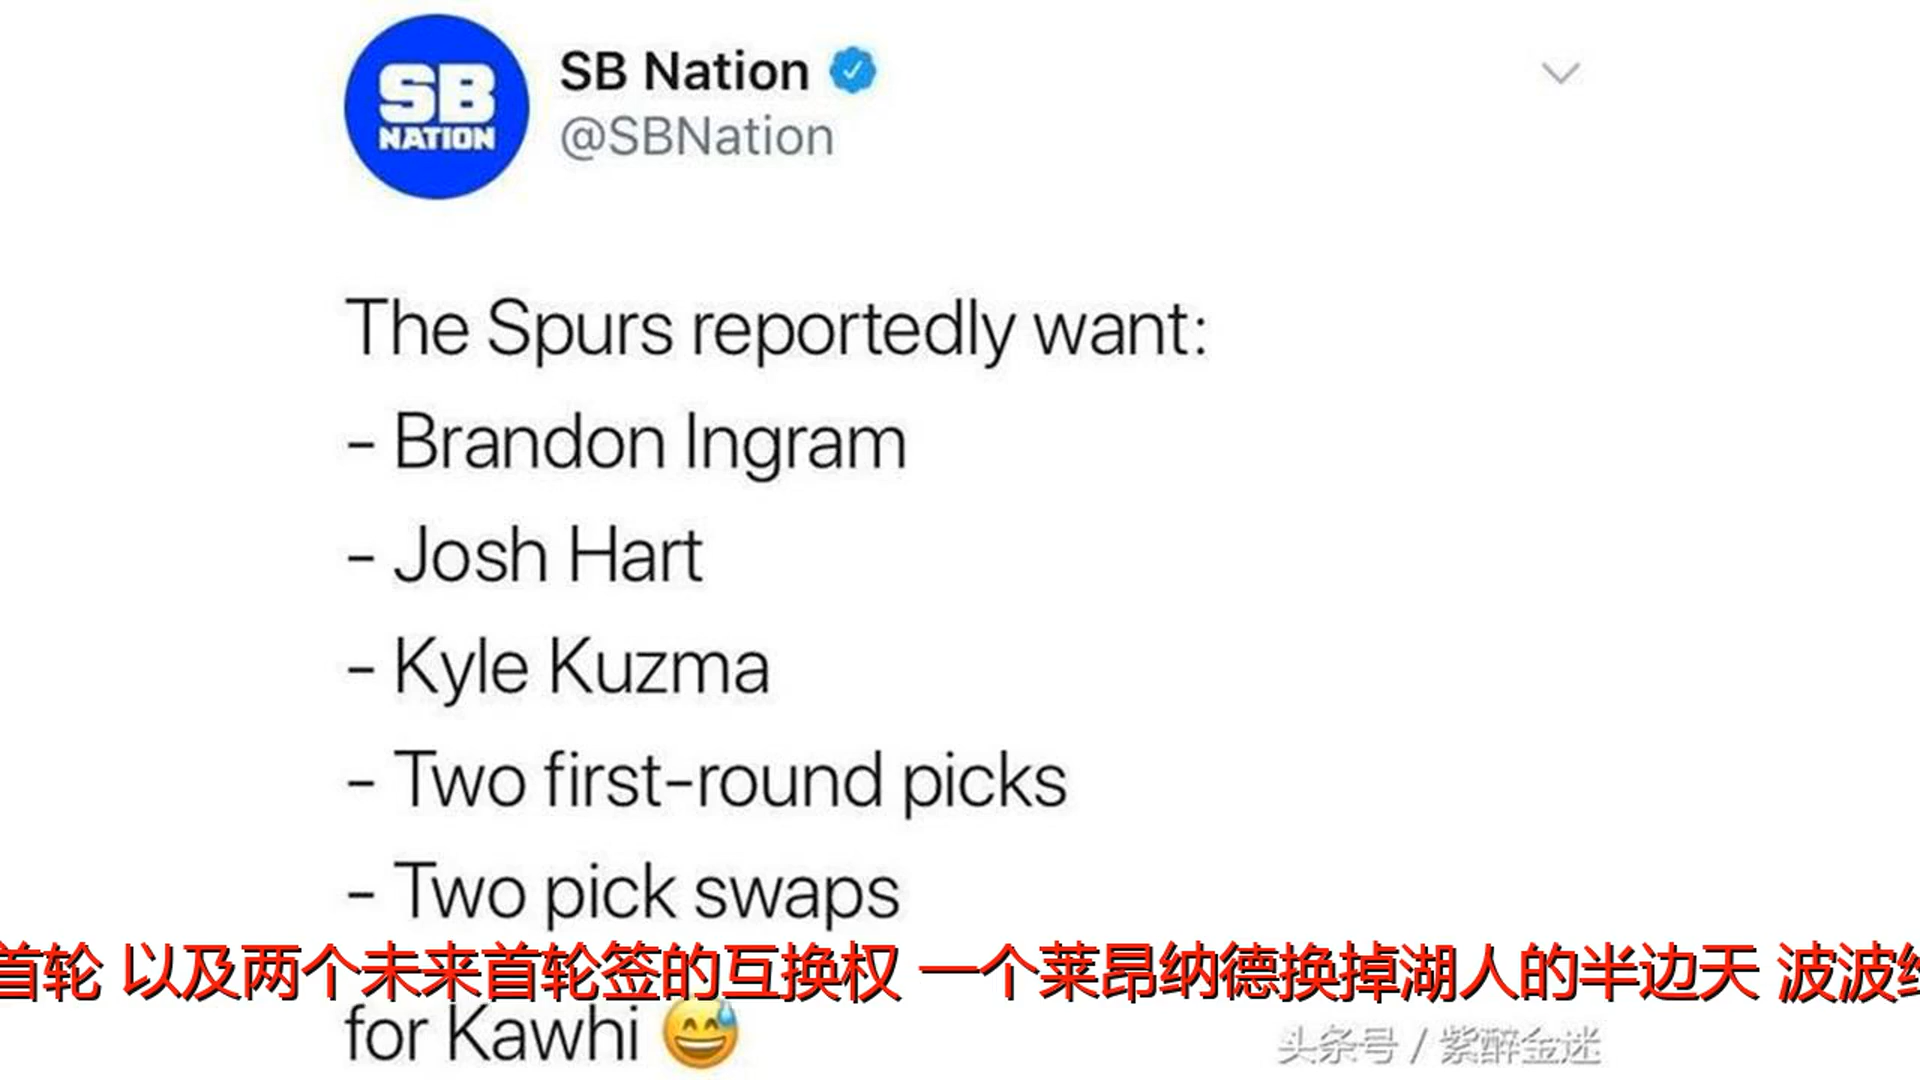 SB
NATION
SB Nation
@SBNation
The Spurs reportedly want:
- Brandon Ingram
- Josh Hart
- Kyle Kuzma
- Two first-round picks
- Two pick swaps
首轮 以及两个未来首轮签的互换权 一个莱昂纳德换掉湖人的半边天 波波
for Kawhi 😅
头条号 / 紫醉金迷